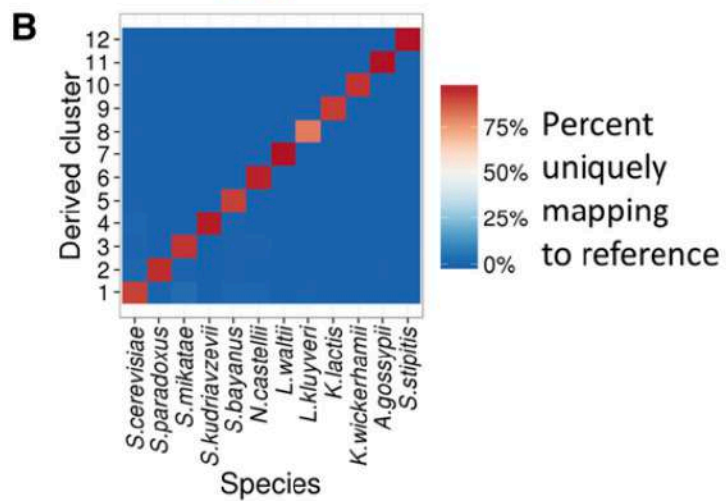 B
Derived cluster
12
11
10
9
8
7
6
5
4
3
2
1
S.cerevisiae
S.paradoxus
S.mikatae
S.kudriavzevii
S.bayanus
N.castellii
L.waltii
L.kluyveri
K.lactis
K.wickerhamii
A.gossypii
S.stipitis
Species
75%
50%
25%
0%
Percent
uniquely
mapping
to reference